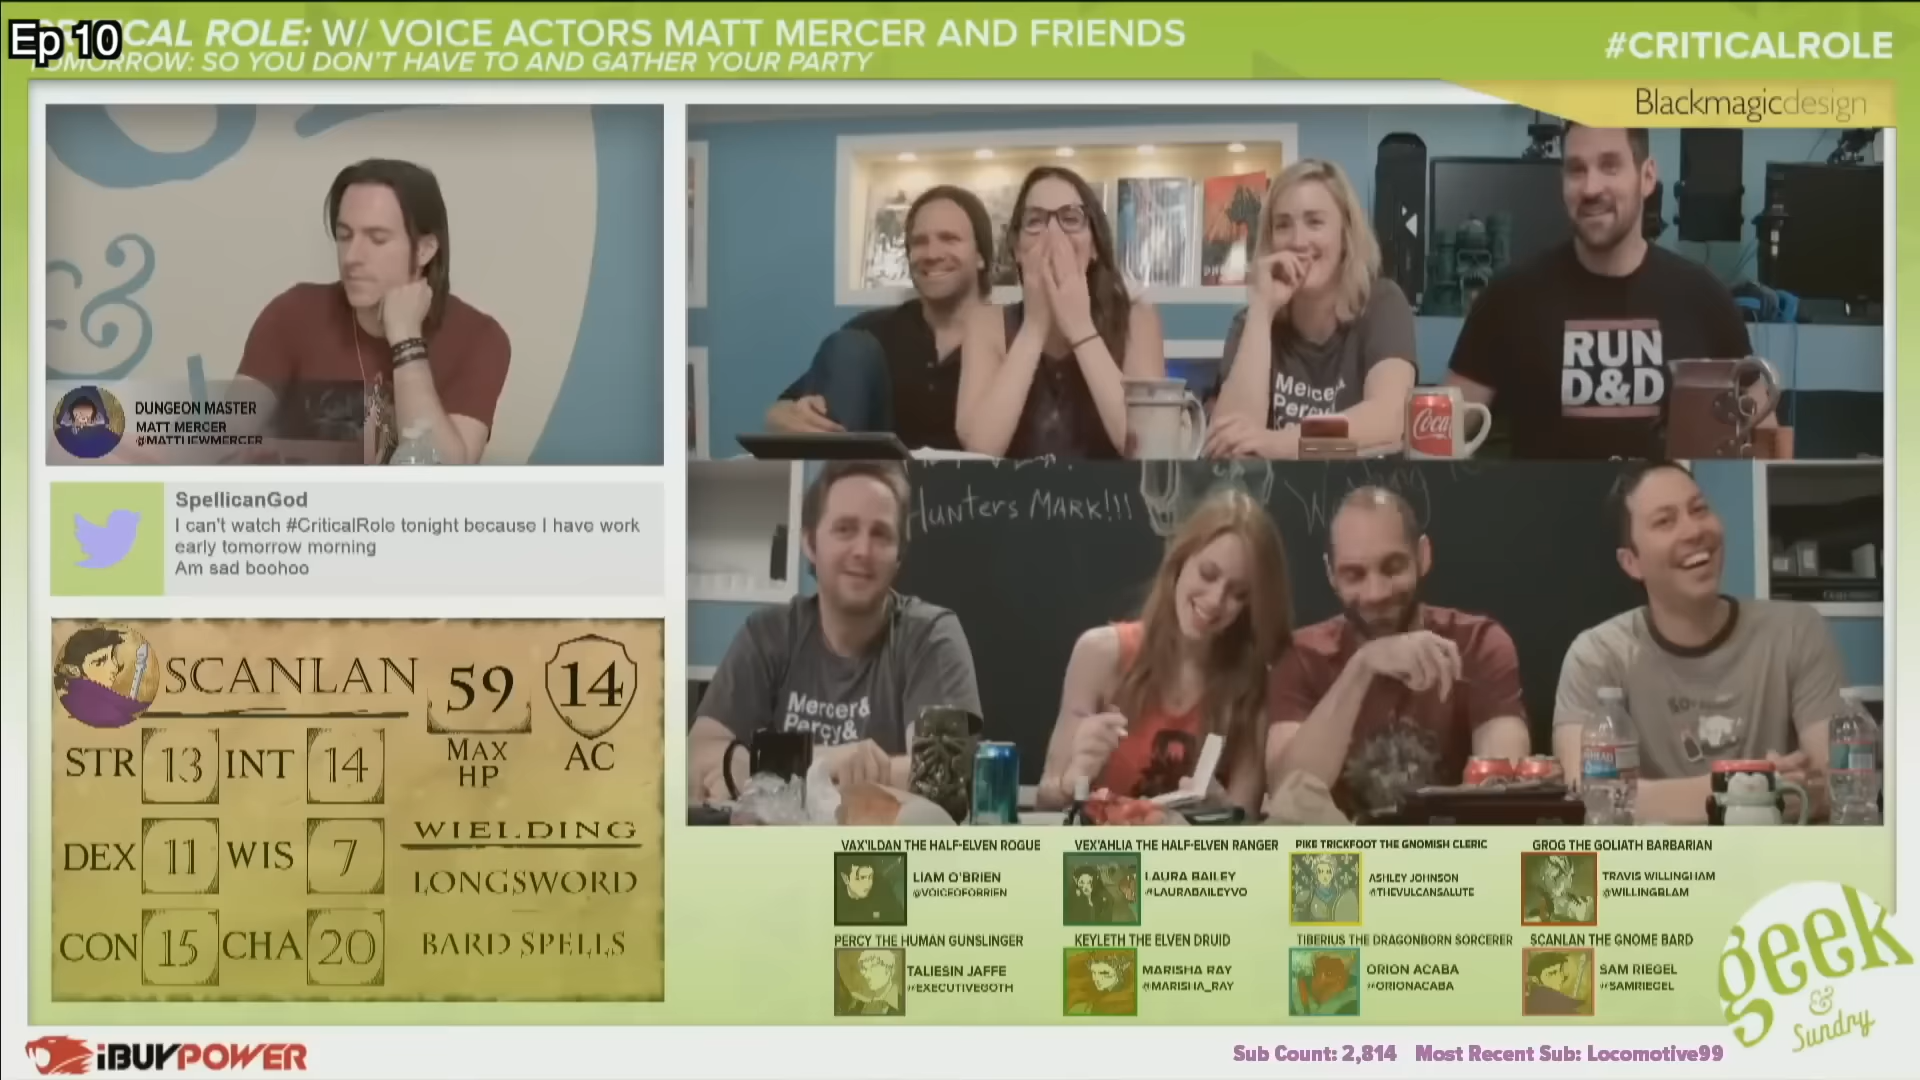 Ep 10
CAL ROLE: W/ VOICE ACTORS MATT MERCER AND FRIENDS
TOMORROW: SO YOU DON'T HAVE TO AND GATHER YOUR PARTY
#CRITICALROLE
Blackmagicdesign
DUNGEON MASTER
MATT MERCER
@MATTHEWMERCER
RUN
D&D
Mercer&
Percy&
Coca
Hunters MARK!!!
Mercer&
Percy&
SpellicanGod
I can't watch #CriticalRole tonight because I have work
early tomorrow morning
Am sad boohoo
SCANLAN
59
MAX
HP
14
AC
STR 13 INT 14
DEX 11 WIS 7
CON 15 CHA 20
WIELDING
LONGSWORD
BARD SPELLS
VAX'ILDAN THE HALF-ELVEN ROGUE
LIAM O'BRIEN
@VOICEOFOBRIEN
VEX'AHLIA THE HALF-ELVEN RANGER
LAURA BAILEY
@LAURABAILEYVO
PIKE TRICKFOOT THE GNOMISH CLERIC
ASHLEY JOHNSON
@THEVULCANSALUTE
GROG THE GOLIATH BARBARIAN
TRAVIS WILLINGHAM
@WILLINGBLAM
PERCY THE HUMAN GUNSLINGER
TALIESIN JAFFE
@EXECUTIVEGOTH
KEYLETH THE ELVEN DRUID
MARISHA RAY
@MARISHA_RAY
TIBERIUS THE DRAGONBORN SORCERER
ORION ACABA
@ORIONACABA
SCANLAN THE GNOME BARD
SAM RIEGEL
@SAMRIEGEL
geek
&
Sundry
iBUYPOWER
Sub Count: 2,814 Most Recent Sub: Locomotive99